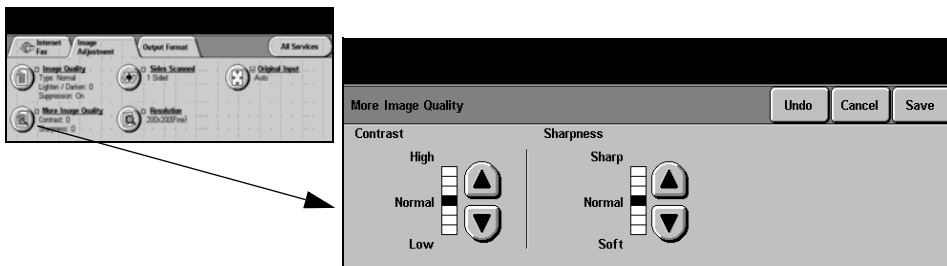 Internet Fax
Image Adjustment
Output Format
All Services
Image Quality
Type: Normal
Lighten / Darken: 0
Suppression: On
Sides Scanned
1 Sided
Original Input
Auto
More Image Quality
Contrast: 0
Sharpness: 0
Resolution
200x200(Fine)
More Image Quality
Undo
Cancel
Save
Contrast
High
Normal
Low
Sharpness
Sharp
Normal
Soft